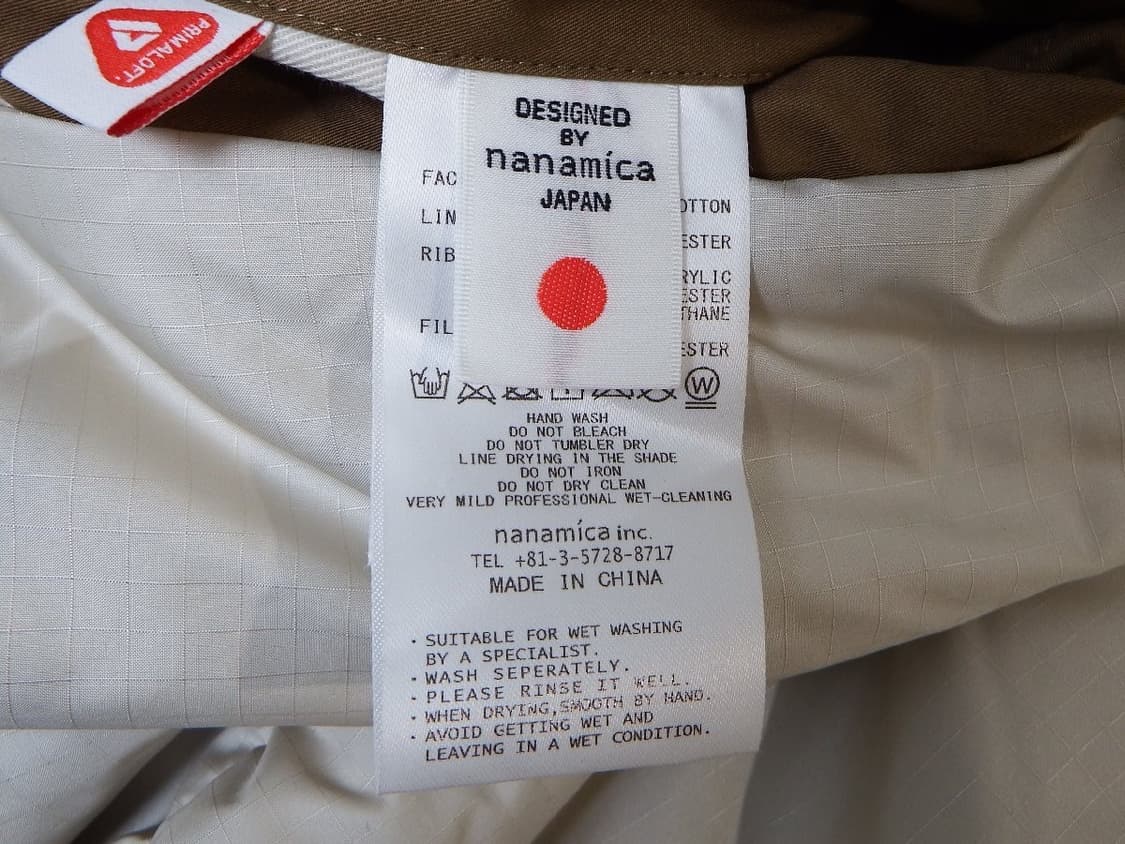 PRIMALOFT
DESIGNED
BY
nanamíca
JAPAN
FAC
OTTON
LIN
ESTER
RIB
RYLIC
ESTER
THANE
FIL
ESTER
W
HAND WASH
DO NOT BLEACH
DO NOT TUMBLER DRY
LINE DRYING IN THE SHADE
DO NOT IRON
DO NOT DRY CLEAN
VERY MILD PROFESSIONAL WET-CLEANING
nanamíca inc.
TEL +81-3-5728-8717
MADE IN CHINA
· SUITABLE FOR WET WASHING
BY A SPECIALIST.
· WASH SEPERATELY.
· PLEASE RINSE IT WELL.
· WHEN DRYING,SMOOTH BY HAND.
· AVOID GETTING WET AND
LEAVING IN A WET CONDITION.